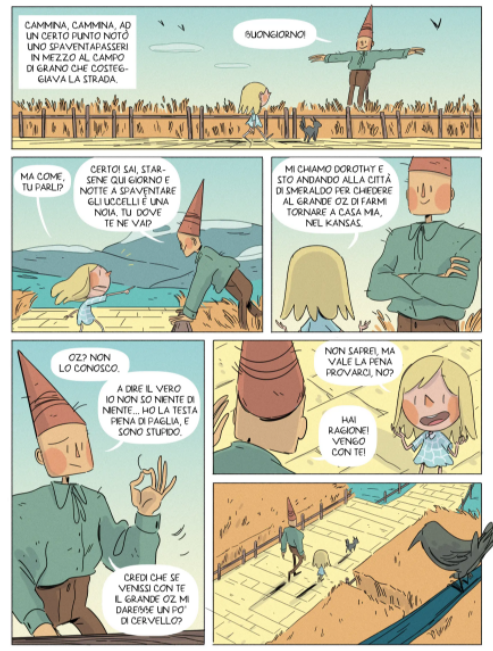 CAMMINA, CAMMINA, AD
UN CERTO PUNTO NOTÒ
UNO SPAVENTAPASSERI
IN MEZZO AL CAMPO
DI GRANO CHE COSTEG-
GIAVA LA STRADA.
BUONGIORNO!
MA COME,
TU PARLI?
CERTO! SAI, STAR-
SENE QUI GIORNO E
NOTTE A SPAVENTARE
GLI UCCELLI È UNA
NOIA. TU DOVE
TE NE VAI?
MI CHIAMO DOROTHY E
STO ANDANDO ALLA CITTÀ
DI SMERALDO PER CHIEDERE
AL GRANDE OZ DI FARMI
TORNARE A CASA MIA,
NEL KANSAS.
OZ? NON
LO CONOSCO.
A DIRE IL VERO
IO NON SO NIENTE DI
NIENTE... HO LA TESTA
PIENA DI PAGLIA, E
SONO STUPIDO.
CREDI CHE SE
VENISSI CON TE
IL GRANDE OZ MI
DAREBBE UN PO'
DI CERVELLO?
NON SAPREI, MA
VALE LA PENA
PROVARCI, NO?
HAI
RAGIONE!
VENGO
CON TE!